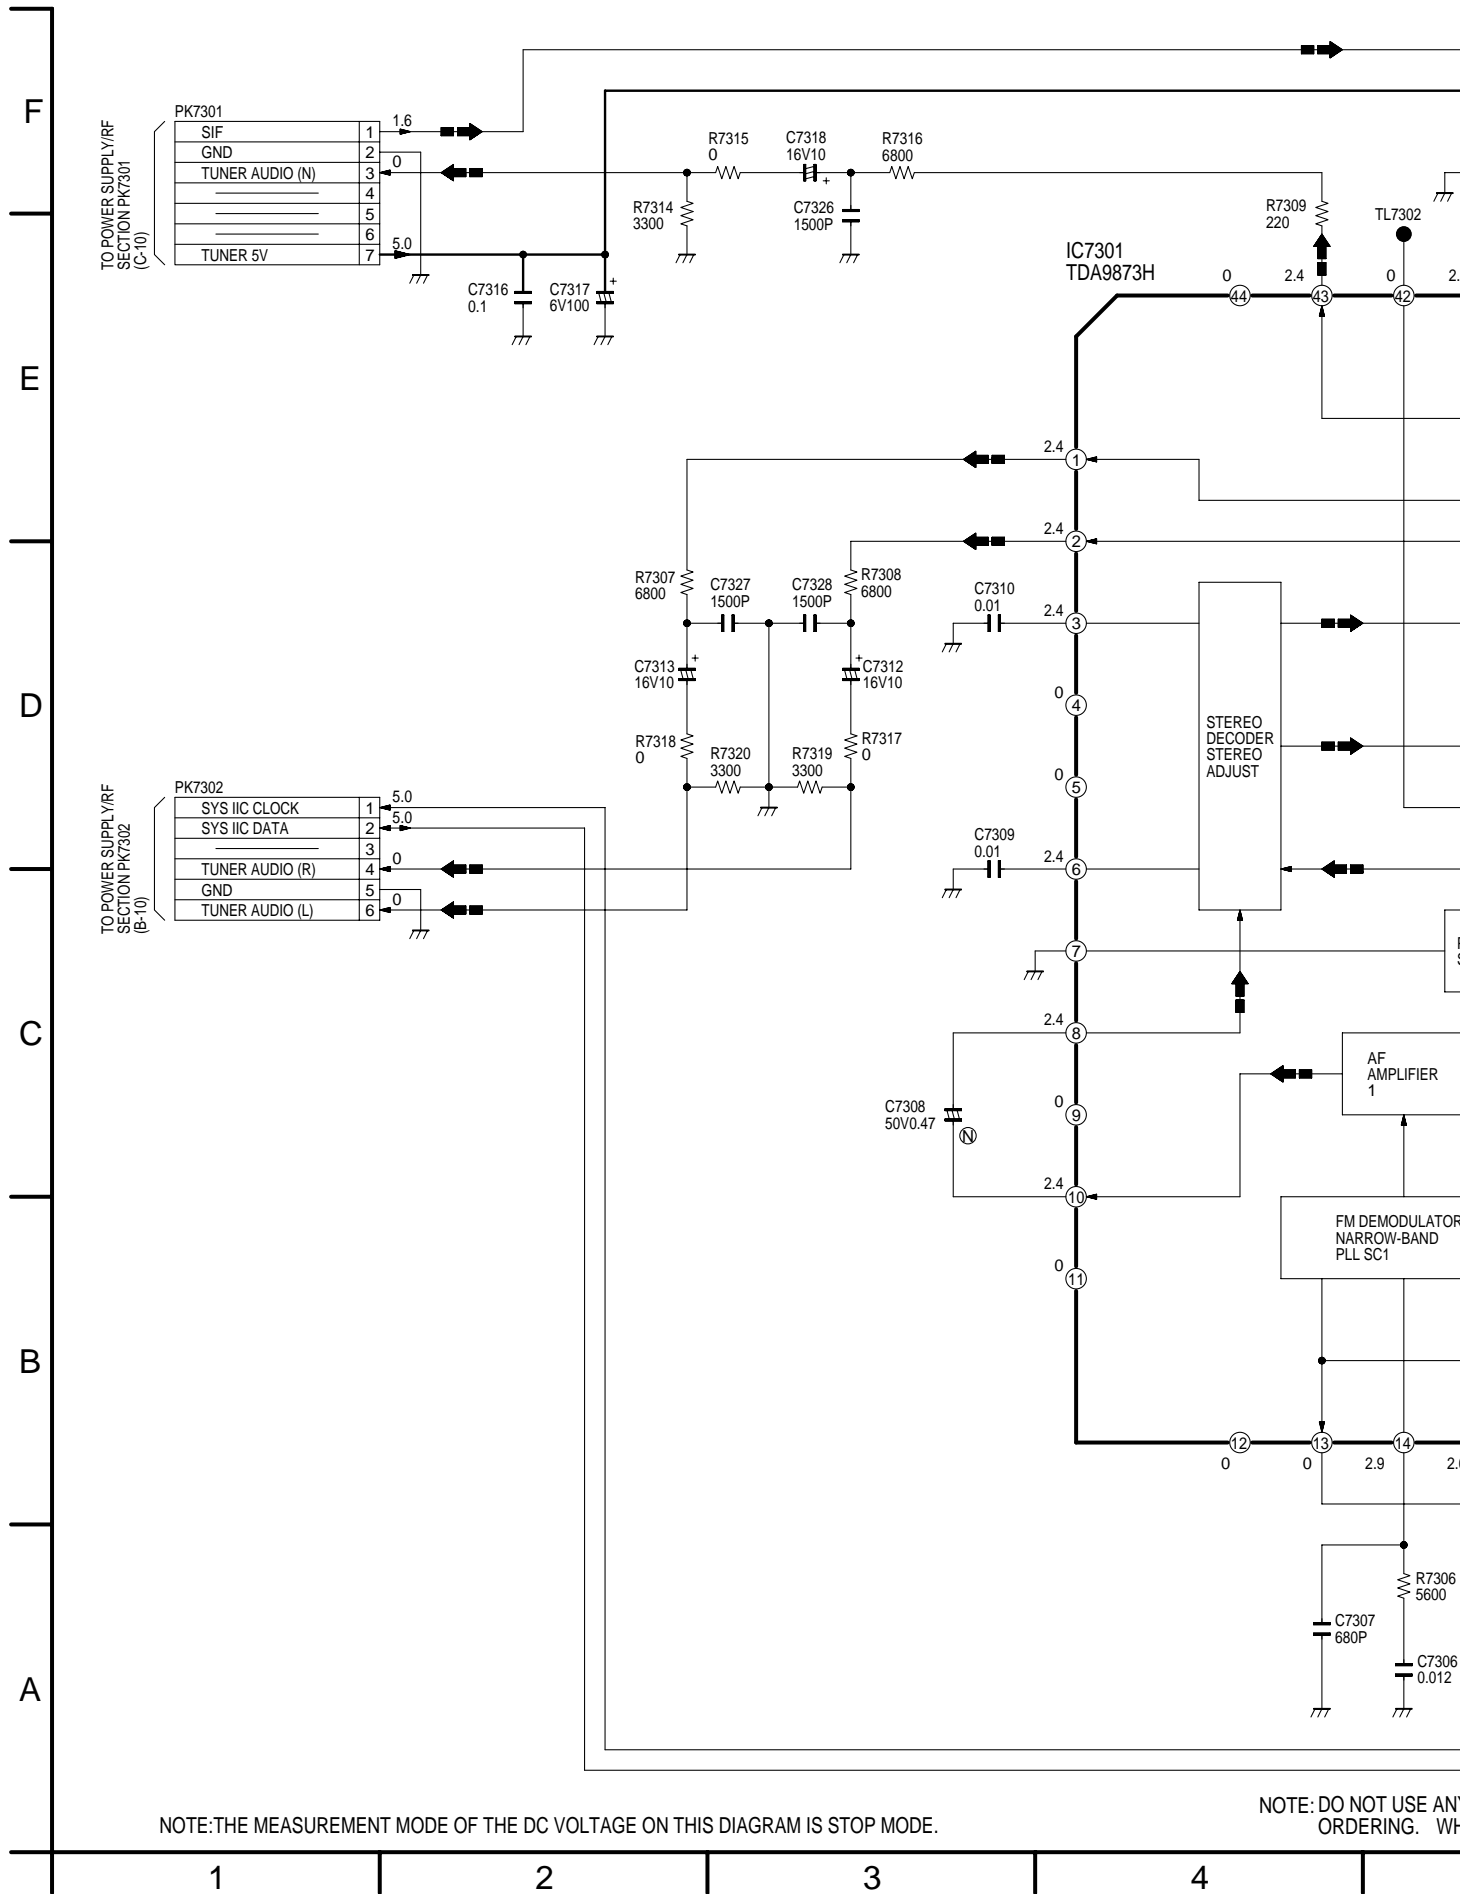 F
PK7301
SIF
1
1.6
GND
2
TUNER AUDIO (N)
3
0
4
5
6
TUNER 5V
7
5.0
TO POWER SUPPLY/RF
SECTION PK7301
(C-10)
R7315
0
C7318
16V10
+
R7316
6800
R7314
3300
C7326
1500P
R7309
220
TL7302
C7316
0.1
C7317
6V100
+
IC7301
TDA9873H
0
2.4
0
44
43
42
E
2.4
1
2.4
2
R7307
6800
C7327
1500P
C7328
1500P
R7308
6800
C7310
0.01
2.4
3
C7313
16V10
+
C7312
16V10
+
D
0
4
STEREO
DECODER
STEREO
ADJUST
R7318
0
R7320
3300
R7319
3300
R7317
0
0
5
PK7302
SYS IIC CLOCK
1
5.0
SYS IIC DATA
2
5.0
3
TUNER AUDIO (R)
4
0
GND
5
TUNER AUDIO (L)
6
0
TO POWER SUPPLY/RF
SECTION PK7302
(B-10)
C7309
0.01
2.4
6
7
C
2.4
8
AF
AMPLIFIER
1
C7308
50V0.47
N
0
9
2.4
10
FM DEMODULATOR
NARROW-BAND
PLL SC1
0
11
B
12
13
14
0
0
2.9
R7306
5600
C7307
680P
C7306
0.012
A
NOTE:THE MEASUREMENT MODE OF THE DC VOLTAGE ON THIS DIAGRAM IS STOP MODE.
NOTE: DO NOT USE
ORDERING.
1
2
3
4